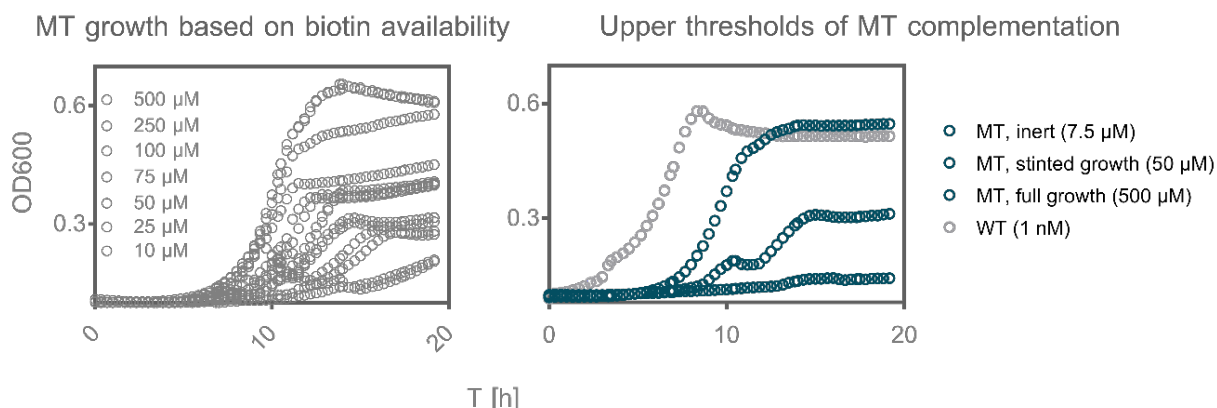 MT growth based on biotin availability
Upper thresholds of MT complementation
0.6
0.3
OD600
500 µM
250 µM
100 µM
75 µM
50 µM
25 µM
10 µM
0
10
20
0.6
0.3
0
10
20
MT, inert (7.5 µM)
MT, stinted growth (50 µM)
MT, full growth (500 µM)
WT (1 nM)
T [h]